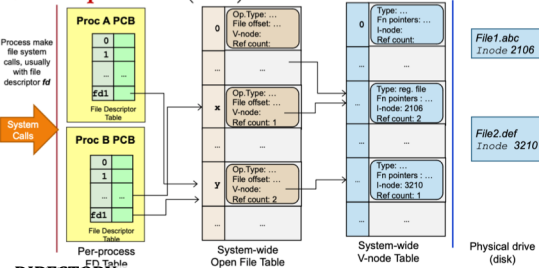 Process make
file system
calls, usually
with file
descriptor fd
System
Calls
Proc A PCB
0
1
...
...
fd1
File Descriptor
Table
Proc B PCB
0
1
...
...
fd1
File Descriptor
Table
Per-process
FD Table
0
Op.Type: ...
File offset: ...
V-node:
Ref count:
...
...
x
Op.Type: ...
File offset: ...
V-node:
Ref count: 1
...
y
Op.Type: ...
File offset: ...
V-node:
Ref count: 2
...
System-wide
Open File Table
0
Type: ...
Fn pointers: ...
I-node:
Ref count:
...
...
...
Type: reg. file
Fn pointers : ...
I-node: 2106
Ref count: 2
...
...
Type: ...
Fn pointers : ...
I-node: 3210
Ref count: 1
...
System-wide
V-node Table
File1.abc
Inode 2106
File2.def
Inode 3210
Physical drive
(disk)